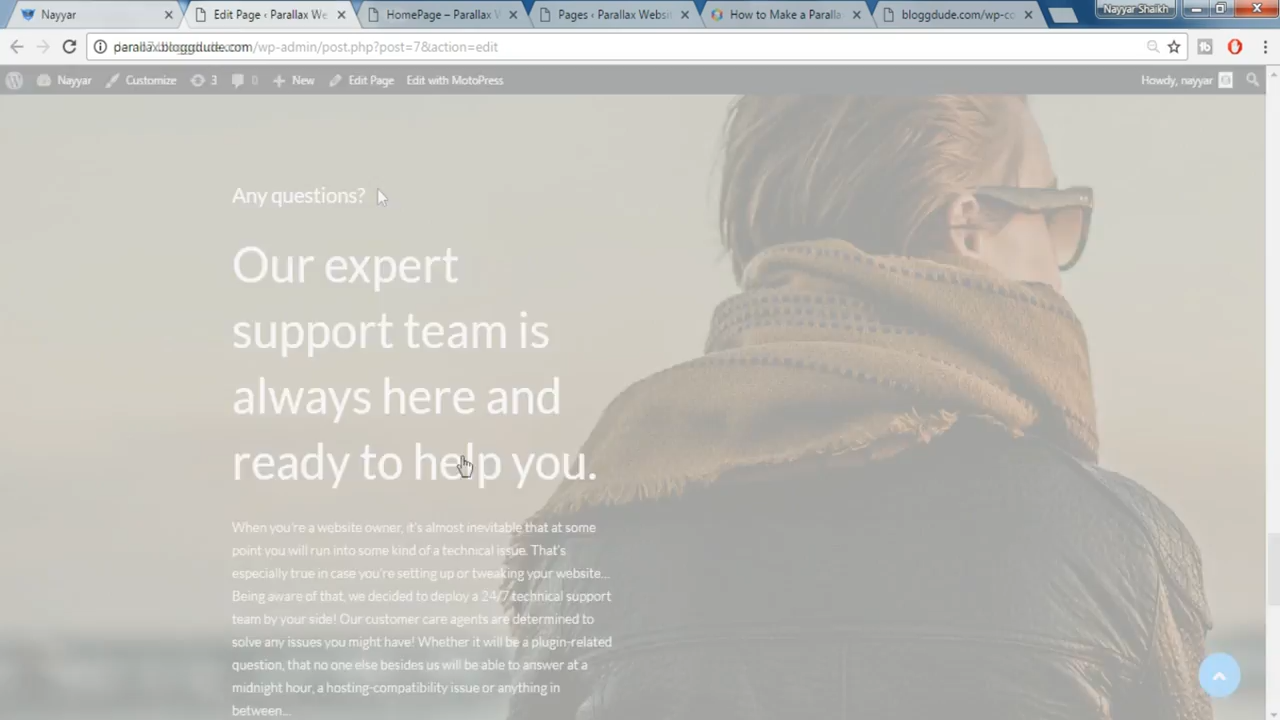 Nayyar
Edit Page ‹ Parallax We
HomePage – Parallax W
Pages ‹ Parallax Websi
How to Make a Paralla
bloggdude.com/wp-co
Nayyar Shaikh
bloggdude.com/wp-admin/post.php?post=7&action=edit
Nayyar
Customize
3
0
New
Edit Page
Edit with MotoPress
Howdy, nayyar
Any questions?
Our expert
support team is
always here and
ready to help you.
When you're a website owner, it's almost inevitable that at some
point you will run into some kind of a technical issue. That's
especially true in case you're setting up or tweaking your website...
Being aware of that, we decided to deploy a 24/7 technical support
team by your side! Our customer care agents are determined to
solve any issues you might have! Whether it will be a plugin-related
question, that no one else besides us will be able to answer at a
midnight hour, a hosting-compatibility issue or anything in
between...